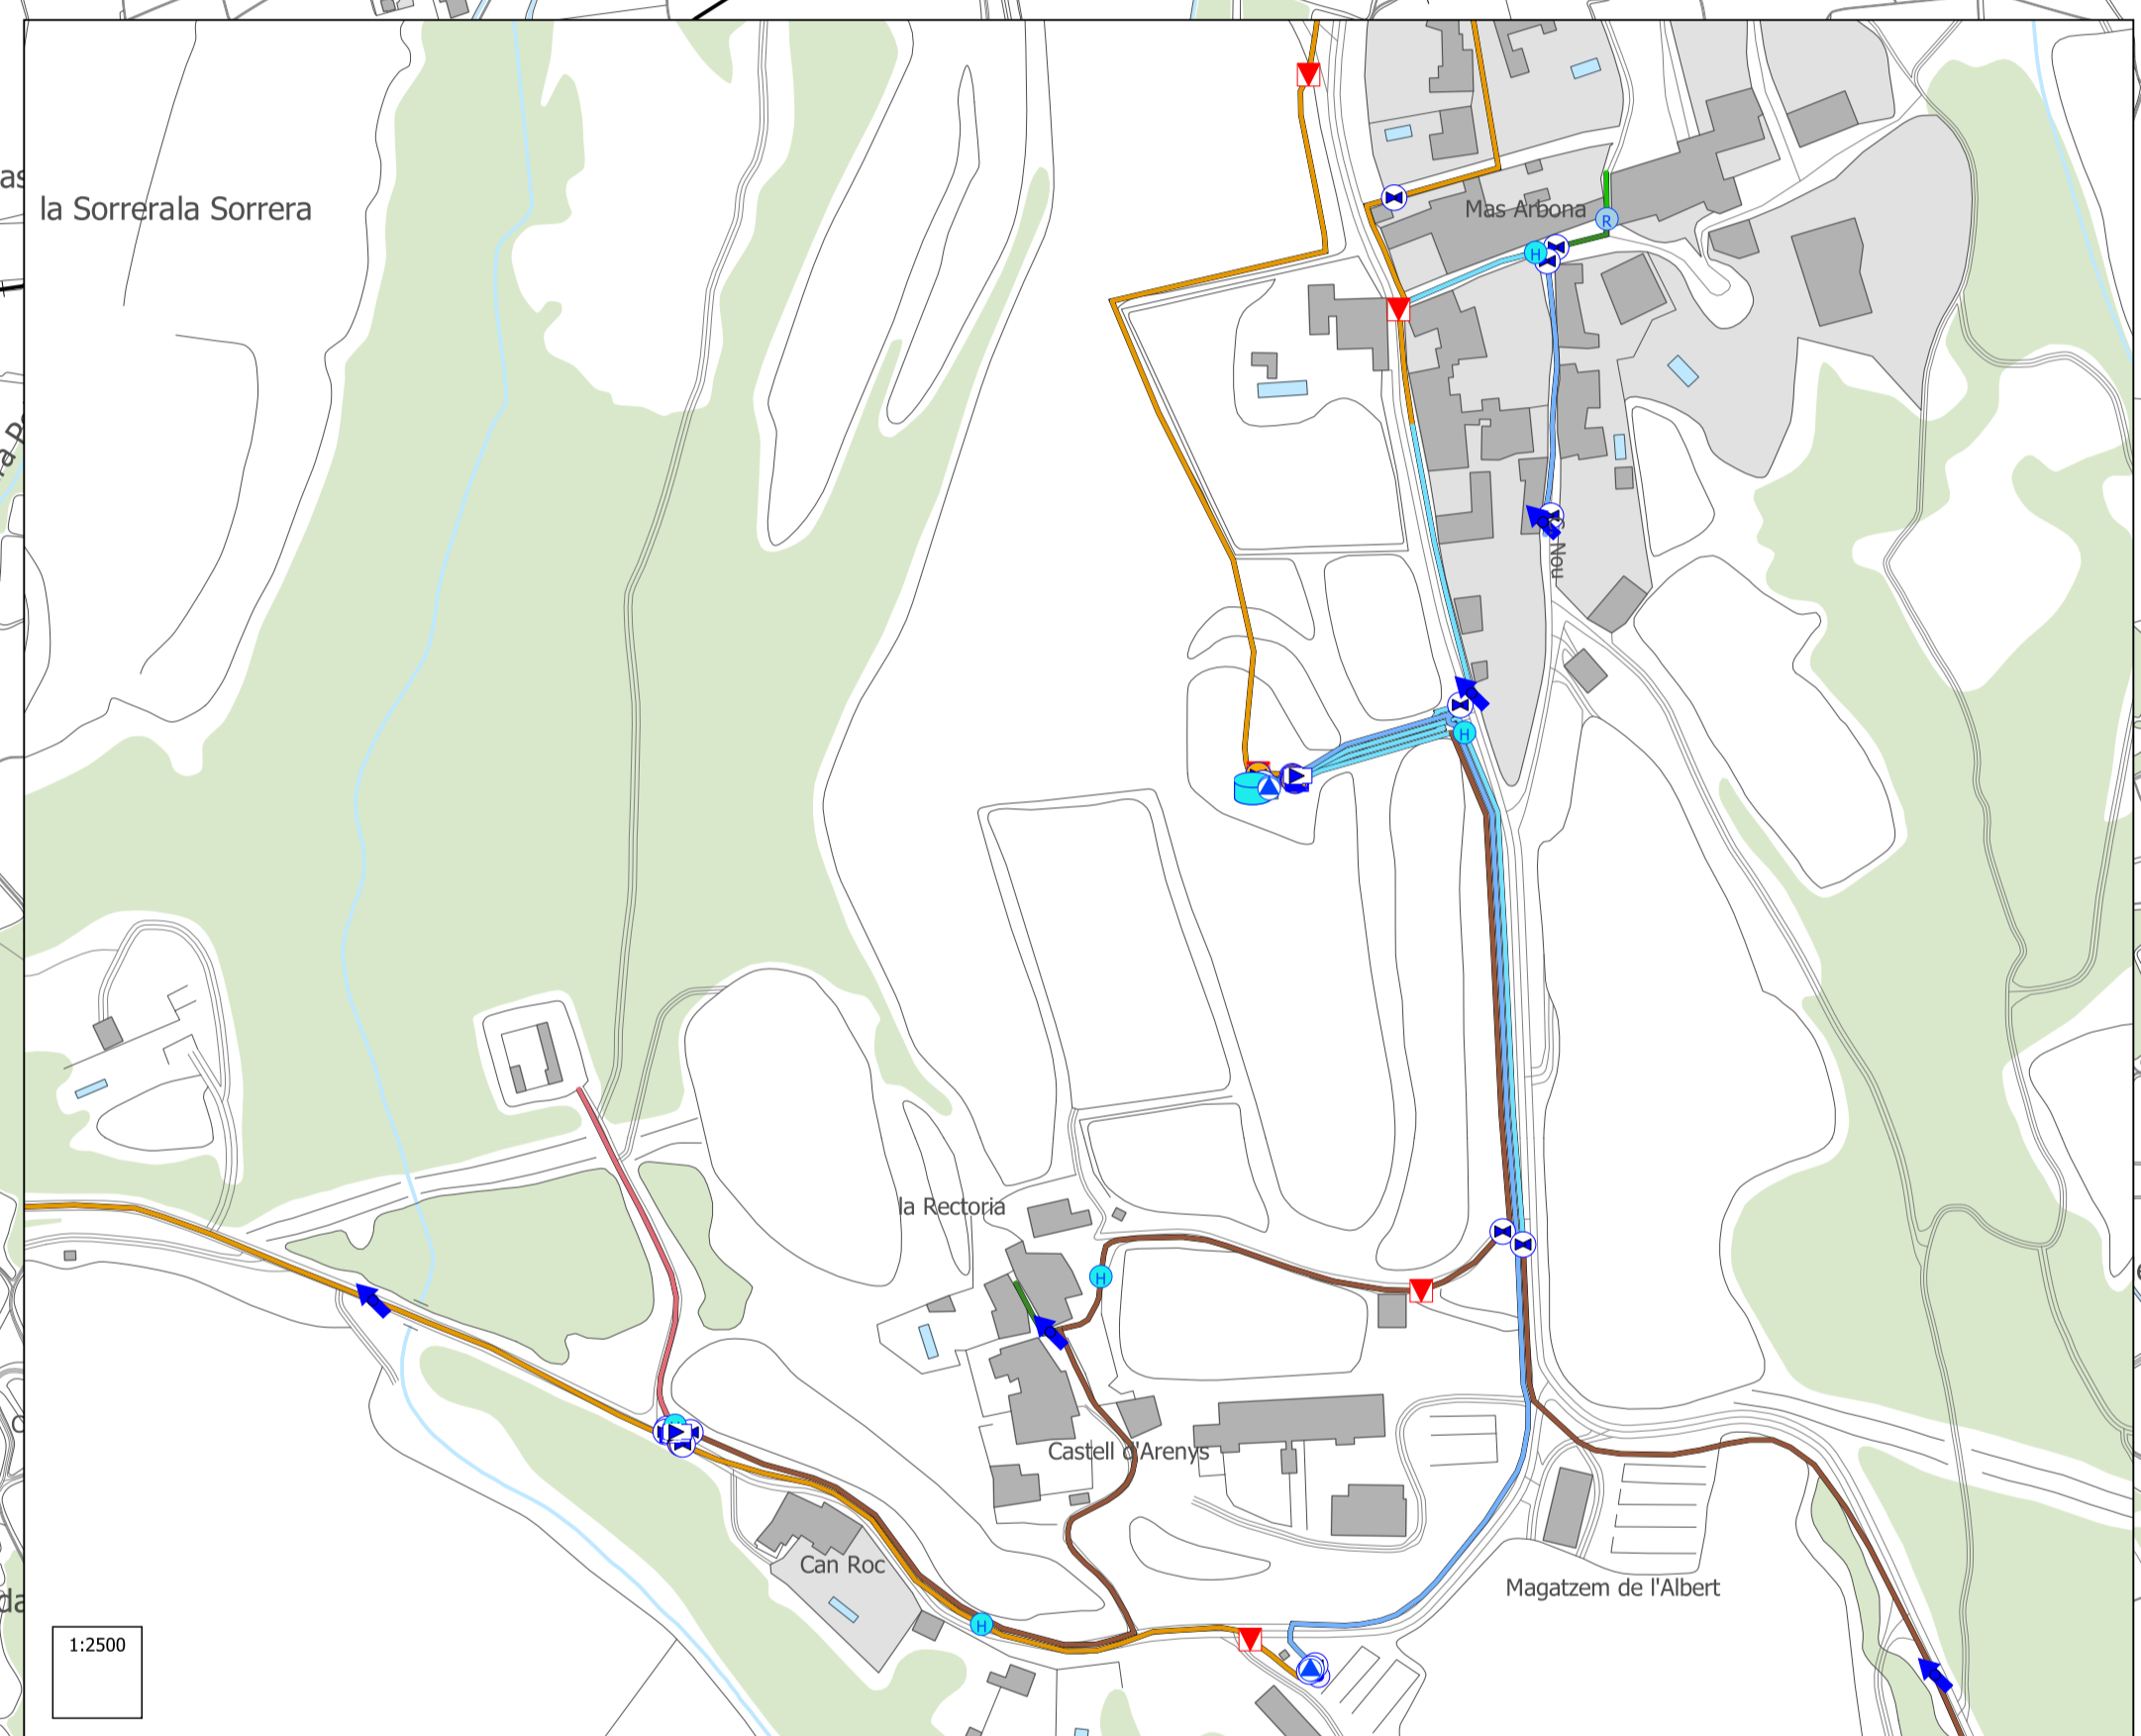 la Sorrerala Sorrera
Mas Arbona
R
H
Nou
H
la Rectoria
H
Castell d'Arenys
Can Roc
Magatzem de l'Albert
H
1:2500